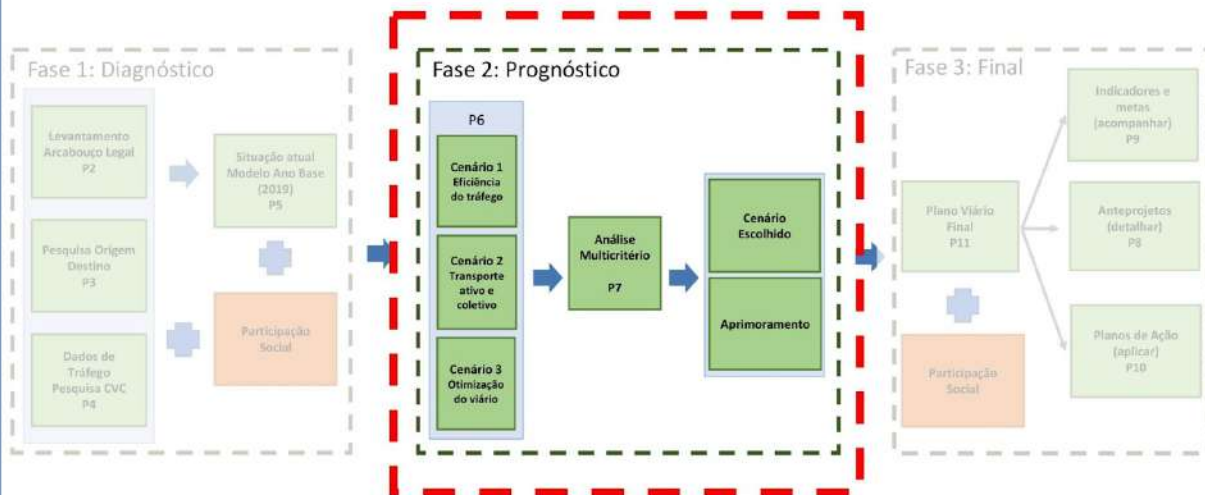 Fase 1: Diagnóstico
Levantamento
Arcabouço Legal
P2
Pesquisa Origem
Destino
P3
Dados de
Tráfego
Pesquisa CVC
P4
Situação atual
Modelo Ano Base
(2019)
P5
Participação
Social
Fase 2: Prognóstico
P6
Cenário 1
Eficiência
do tráfego
Cenário 2
Transporte
ativo e
coletivo
Cenário 3
Otimização
do viário
Análise
Multicritério
P7
Cenário
Escolhido
Aprimoramento
Fase 3: Final
Plano Viário
Final
P11
Participação
Social
Indicadores e
metas
(acompanhar)
P9
Anteprojetos
(detalhar)
P8
Planos de Ação
(aplicar)
P10